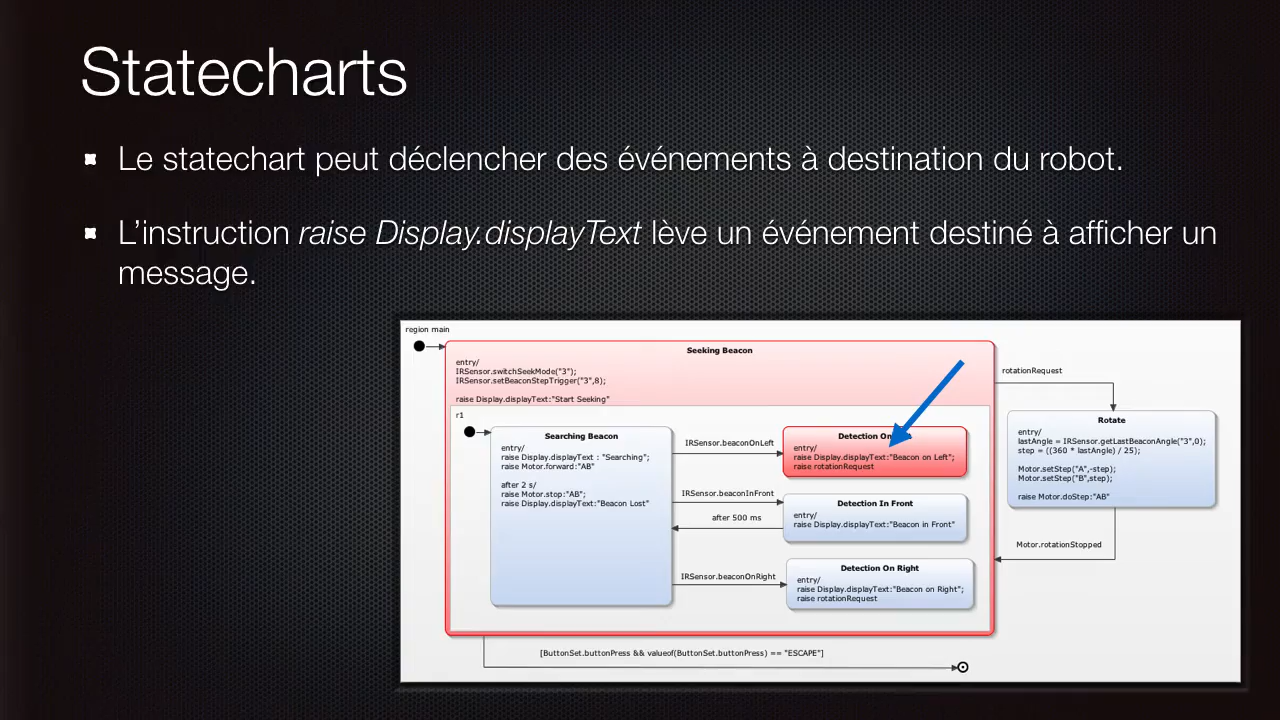 Statecharts
Le statechart peut déclencher des événements à destination du robot.
L’instruction raise Display.displayText lève un événement destiné à afficher un
message.
region main
Seeking Beacon
entry/
IRSensor.switchSeekMode("3");
IRSensor.setBeaconStepTrigger("3",8);
raise Display.displayText:"Start Seeking"
r1
Searching Beacon
entry/
raise Display.displayText : "Searching";
raise Motor.forward:"AB"
after 2 s/
raise Motor.stop:"AB";
raise Display.displayText:"Beacon Lost"
IRSensor.beaconOnLeft
IRSensor.beaconInFront
after 500 ms
IRSensor.beaconOnRight
Detection On
entry/
raise Display.displayText:"Beacon on Left";
raise rotationRequest
Detection In Front
entry/
raise Display.displayText:"Beacon in Front"
Detection On Right
entry/
raise Display.displayText:"Beacon on Right";
raise rotationRequest
rotationRequest
Rotate
entry/
lastAngle = IRSensor.getLastBeaconAngle("3",0);
step = ((360 * lastAngle) / 25);
Motor.setStep("A",-step);
Motor.setStep("B",step);
raise Motor.doStep:"AB"
Motor.rotationStopped
[ButtonSet.buttonPress && valueof(ButtonSet.buttonPress) == "ESCAPE"]